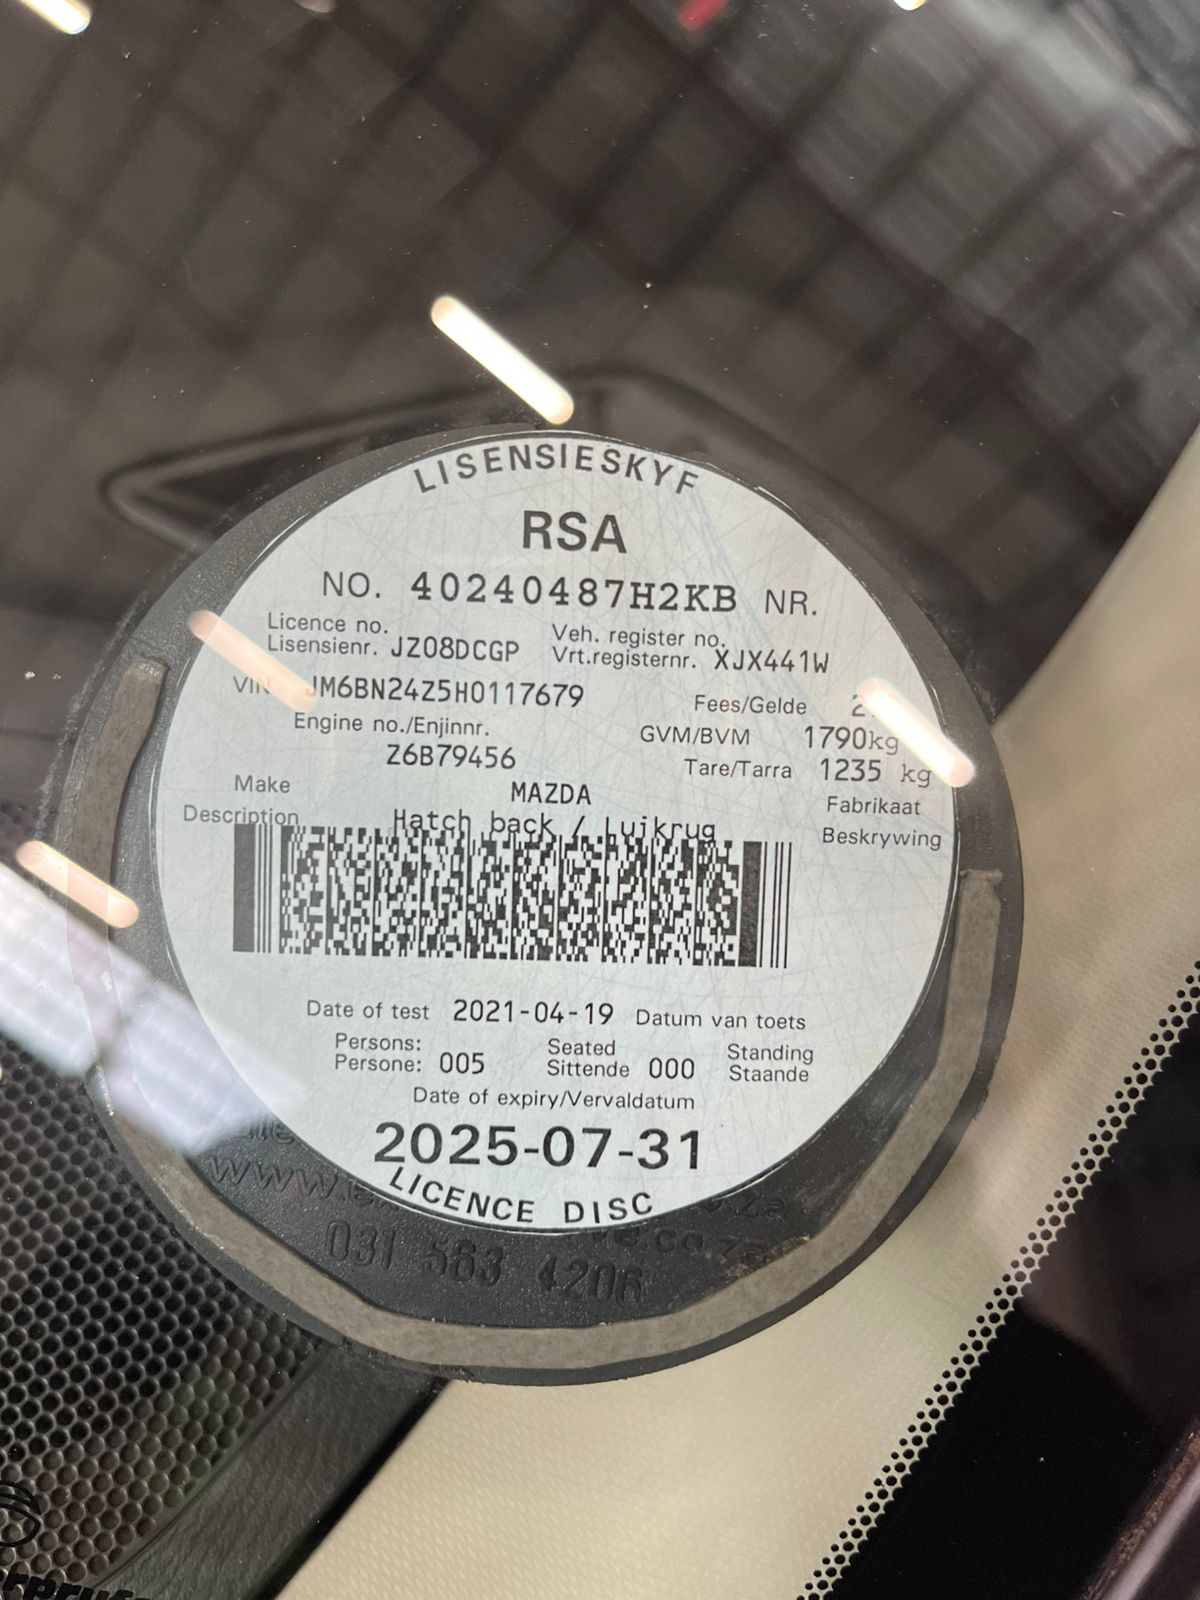 LISENSIESKYF
RSA
NO. 40240487H2KB NR.
Licence no. Veh. register no.
Lisensienr. JZ08DCGP Vrt.registernr. XJX441W
VIN JM6BN24Z5H0117679 Fees/Gelde
Engine no./Enjinnr. GVM/BVM 1790kg
Z6B79456 Tare/Tarra 1235 kg
Make MAZDA Fabrikaat
Description Hatch back / Luikrug Beskrywing
Date of test 2021-04-19 Datum van toets
Persons: Seated Standing
Persone: 005 Sittende 000 Staande
Date of expiry/Vervaldatum
2025-07-31
LICENCE DISC
031 563 4206